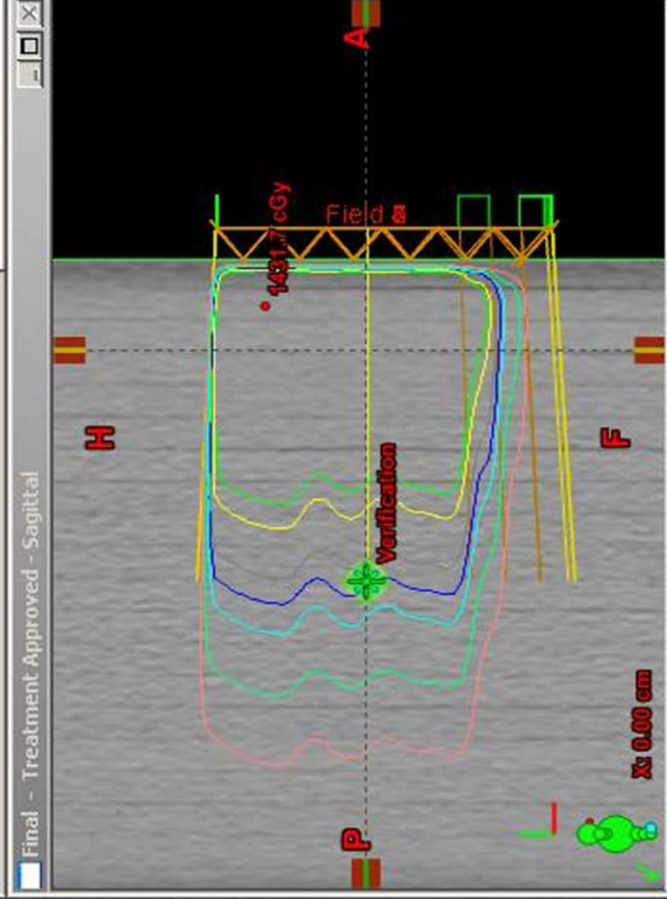 Final - Treatment Approved - Sagittal
A
1431.7 cGy
Field
H
F
Verification
P
X: 0.00 cm